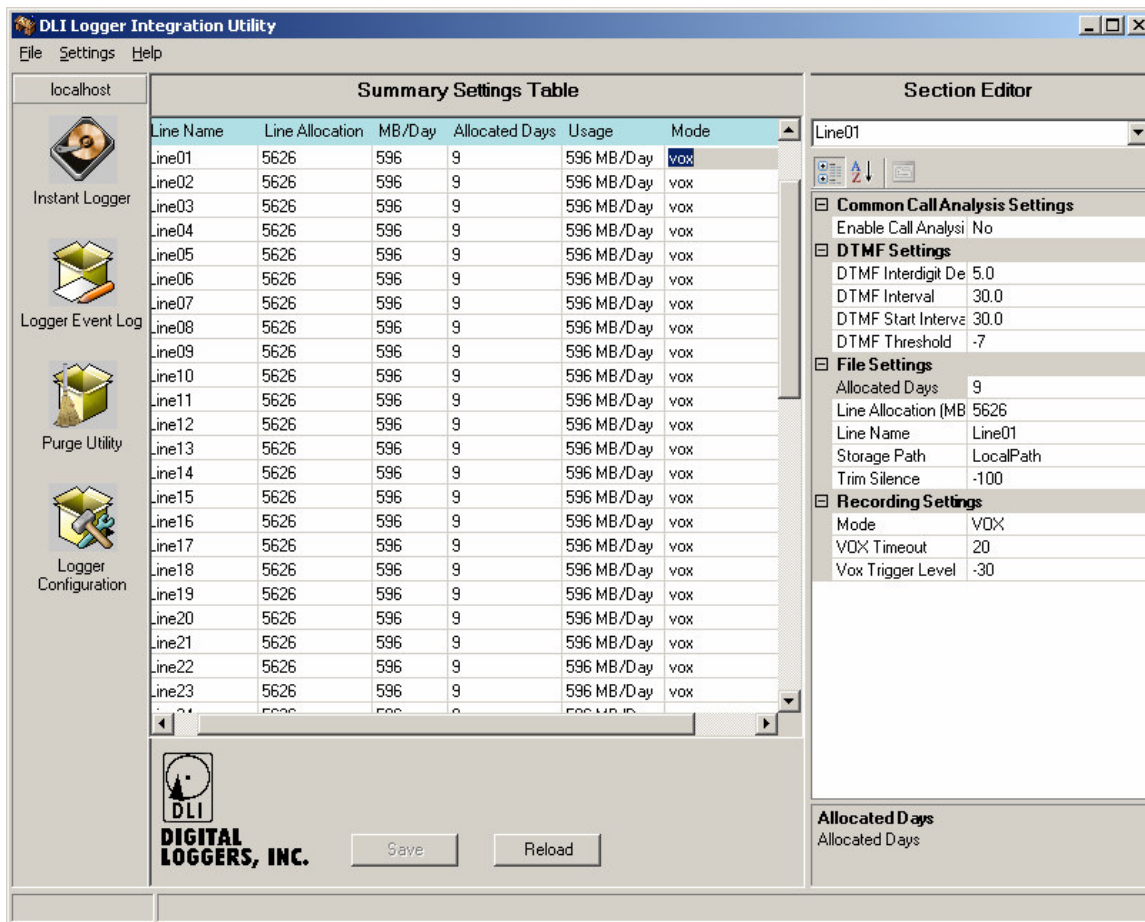 DLI Logger Integration Utility
File Settings Help
localhost
Instant Logger
Logger Event Log
Purge Utility
Logger
Configuration
Summary Settings Table
Line Name Line Allocation MB/Day Allocated Days Usage Mode
Line01 5626 596 9 596 MB/Day vox
Line02 5626 596 9 596 MB/Day vox
Line03 5626 596 9 596 MB/Day vox
Line04 5626 596 9 596 MB/Day vox
Line05 5626 596 9 596 MB/Day vox
Line06 5626 596 9 596 MB/Day vox
Line07 5626 596 9 596 MB/Day vox
Line08 5626 596 9 596 MB/Day vox
Line09 5626 596 9 596 MB/Day vox
Line10 5626 596 9 596 MB/Day vox
Line11 5626 596 9 596 MB/Day vox
Line12 5626 596 9 596 MB/Day vox
Line13 5626 596 9 596 MB/Day vox
Line14 5626 596 9 596 MB/Day vox
Line15 5626 596 9 596 MB/Day vox
Line16 5626 596 9 596 MB/Day vox
Line17 5626 596 9 596 MB/Day vox
Line18 5626 596 9 596 MB/Day vox
Line19 5626 596 9 596 MB/Day vox
Line20 5626 596 9 596 MB/Day vox
Line21 5626 596 9 596 MB/Day vox
Line22 5626 596 9 596 MB/Day vox
Line23 5626 596 9 596 MB/Day vox
DLI
DIGITAL
LOGGERS, INC.
Save Reload
Section Editor
Line01
Common Call Analysis Settings
Enable Call Analysi No
DTMF Settings
DTMF Interdigit De 5.0
DTMF Interval 30.0
DTMF Start Interva 30.0
DTMF Threshold -7
File Settings
Allocated Days 9
Line Allocation (MB 5626
Line Name Line01
Storage Path LocalPath
Trim Silence -100
Recording Settings
Mode VOX
VOX Timeout 20
Vox Trigger Level -30
Allocated Days
Allocated Days